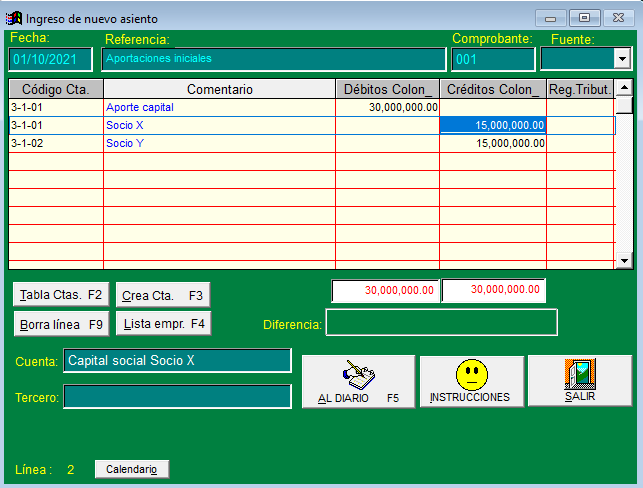 Ingreso de nuevo asiento
Fecha: Referencia: Comprobante: Fuente:
01/10/2021 Aportaciones iniciales 001
Código Cta. Comentario Débitos Colon_ Créditos Colon_ Reg.Tribut.
3-1-01 Aporte capital 30,000,000.00
3-1-01 Socio X 15,000,000.00
3-1-02 Socio Y 15,000,000.00
30,000,000.00 30,000,000.00
Tabla Ctas. F2 Crea Cta. F3
Borra línea F9 Lista empr. F4
Diferencia:
Cuenta: Capital social Socio X
Tercero:
AL DIARIO F5 INSTRUCCIONES SALIR
Línea : 2 Calendario